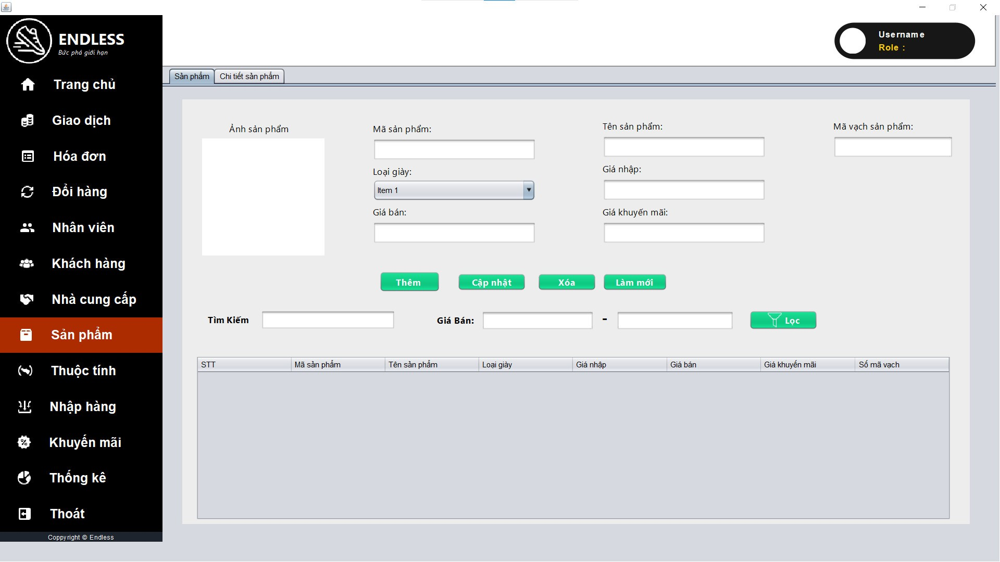 ENDLESS
Bức phá giới hạn
Username
Role :
Trang chủ
Giao dịch
Hóa đơn
Đổi hàng
Nhân viên
Khách hàng
Nhà cung cấp
Sản phẩm
Thuộc tính
Nhập hàng
Khuyến mãi
Thống kê
Thoát
Coppyright © Endless
Sản phẩm
Chi tiết sản phẩm
Ảnh sản phẩm
Mã sản phẩm:
Tên sản phẩm:
Mã vạch sản phẩm:
Loại giày:
Item 1
Giá nhập:
Giá bán:
Giá khuyến mãi:
Thêm
Cập nhật
Xóa
Làm mới
Tìm Kiếm
Giá Bán:
-
Lọc
STT
Mã sản phẩm
Tên sản phẩm
Loại giày
Giá nhập
Giá bán
Giá khuyến mãi
Số mã vạch